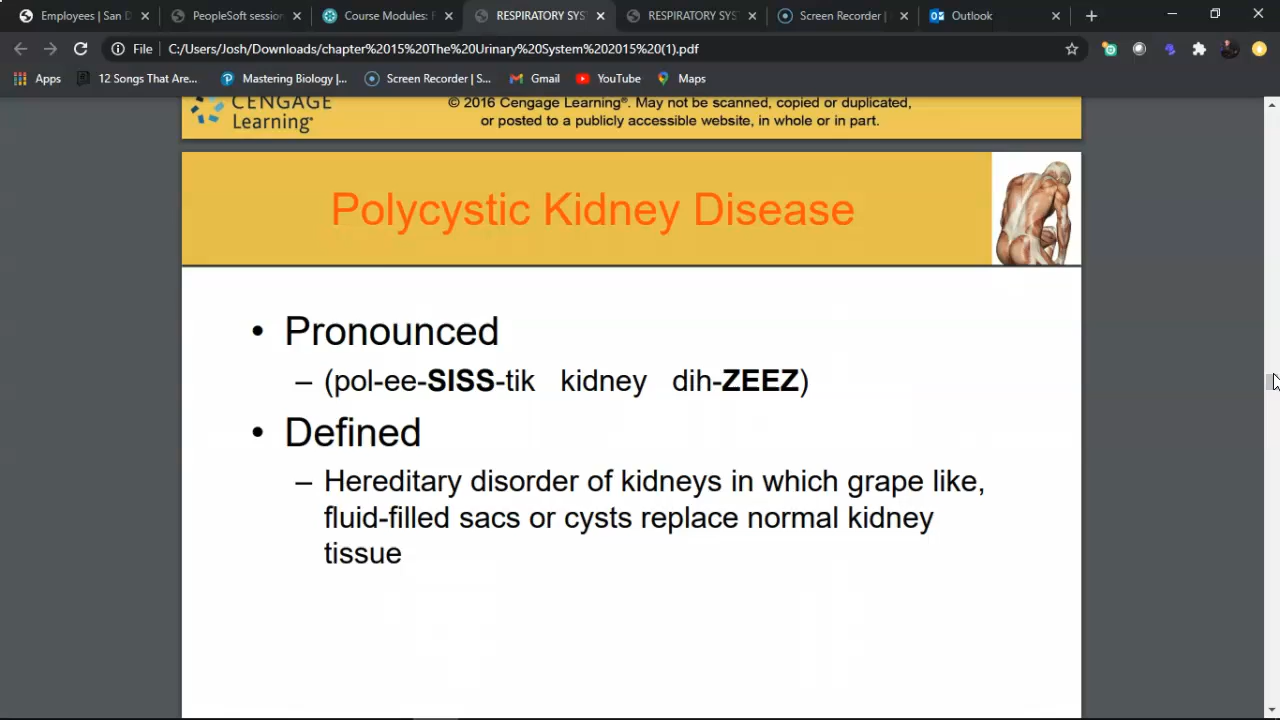 Employees | San D
PeopleSoft session
Course Modules: F
RESPIRATORY SYS
RESPIRATORY SYS
Screen Recorder |
Outlook
File
C:/Users/Josh/Downloads/chapter%2015%20The%20Urinary%20System%202015%20(1).pdf
Apps
12 Songs That Are...
Mastering Biology |...
Screen Recorder | S...
Gmail
YouTube
Maps
CENGAGE
Learning®
© 2016 Cengage Learning®. May not be scanned, copied or duplicated,
or posted to a publicly accessible website, in whole or in part.
Polycystic Kidney Disease
• Pronounced
– (pol-ee-SISS-tik kidney dih-ZEEZ)
• Defined
– Hereditary disorder of kidneys in which grape like,
fluid-filled sacs or cysts replace normal kidney
tissue